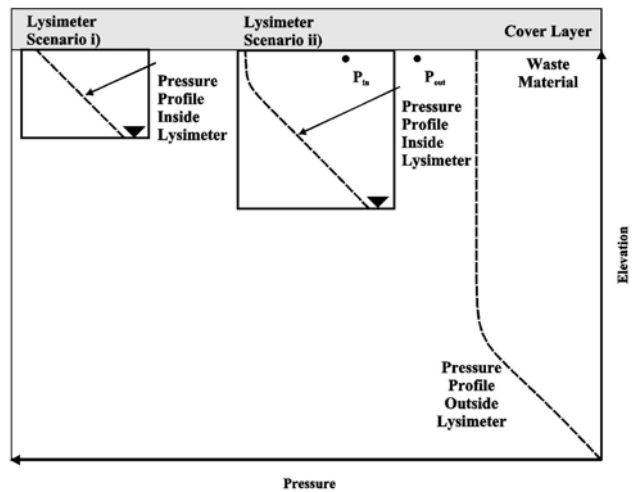 Lysimeter
Scenario i)
Lysimeter
Scenario ii)
Cover Layer
Waste
Material
P_in
P_out
Pressure
Profile
Inside
Lysimeter
Pressure
Profile
Inside
Lysimeter
Pressure
Profile
Outside
Lysimeter
Elevation
Pressure